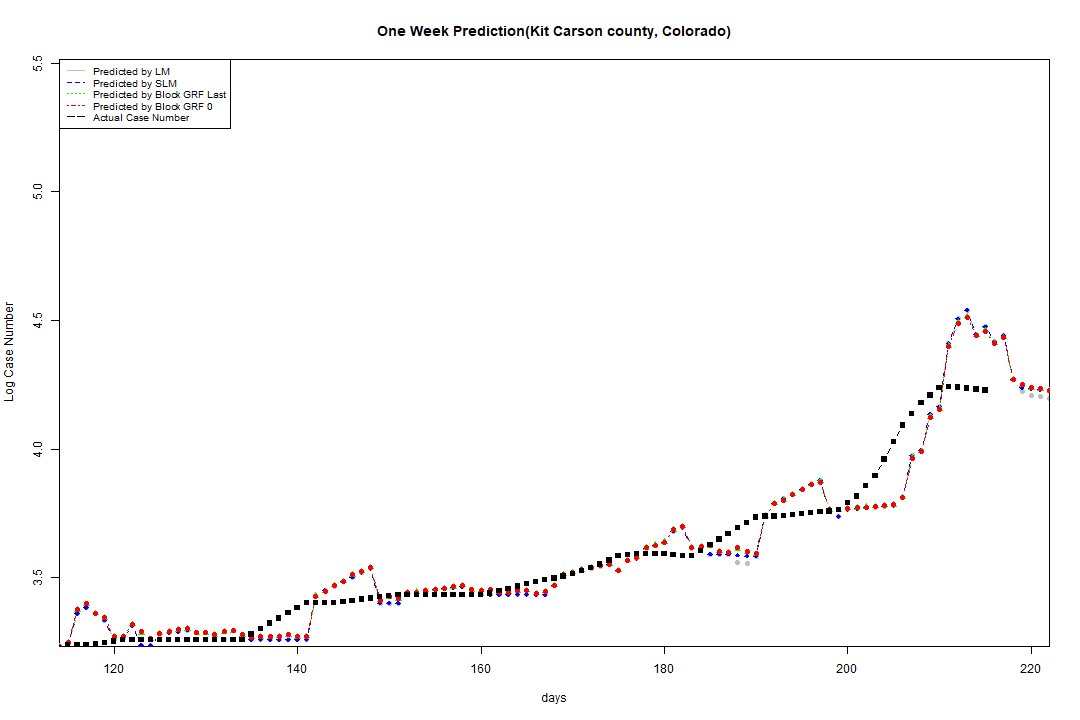 One Week Prediction(Kit Carson county, Colorado)
Predicted by LM
Predicted by SLM
Predicted by Block GRF Last
Predicted by Block GRF 0
Actual Case Number
5.5
5.0
4.5
4.0
3.5
Log Case Number
120 140 160 180 200 220
days